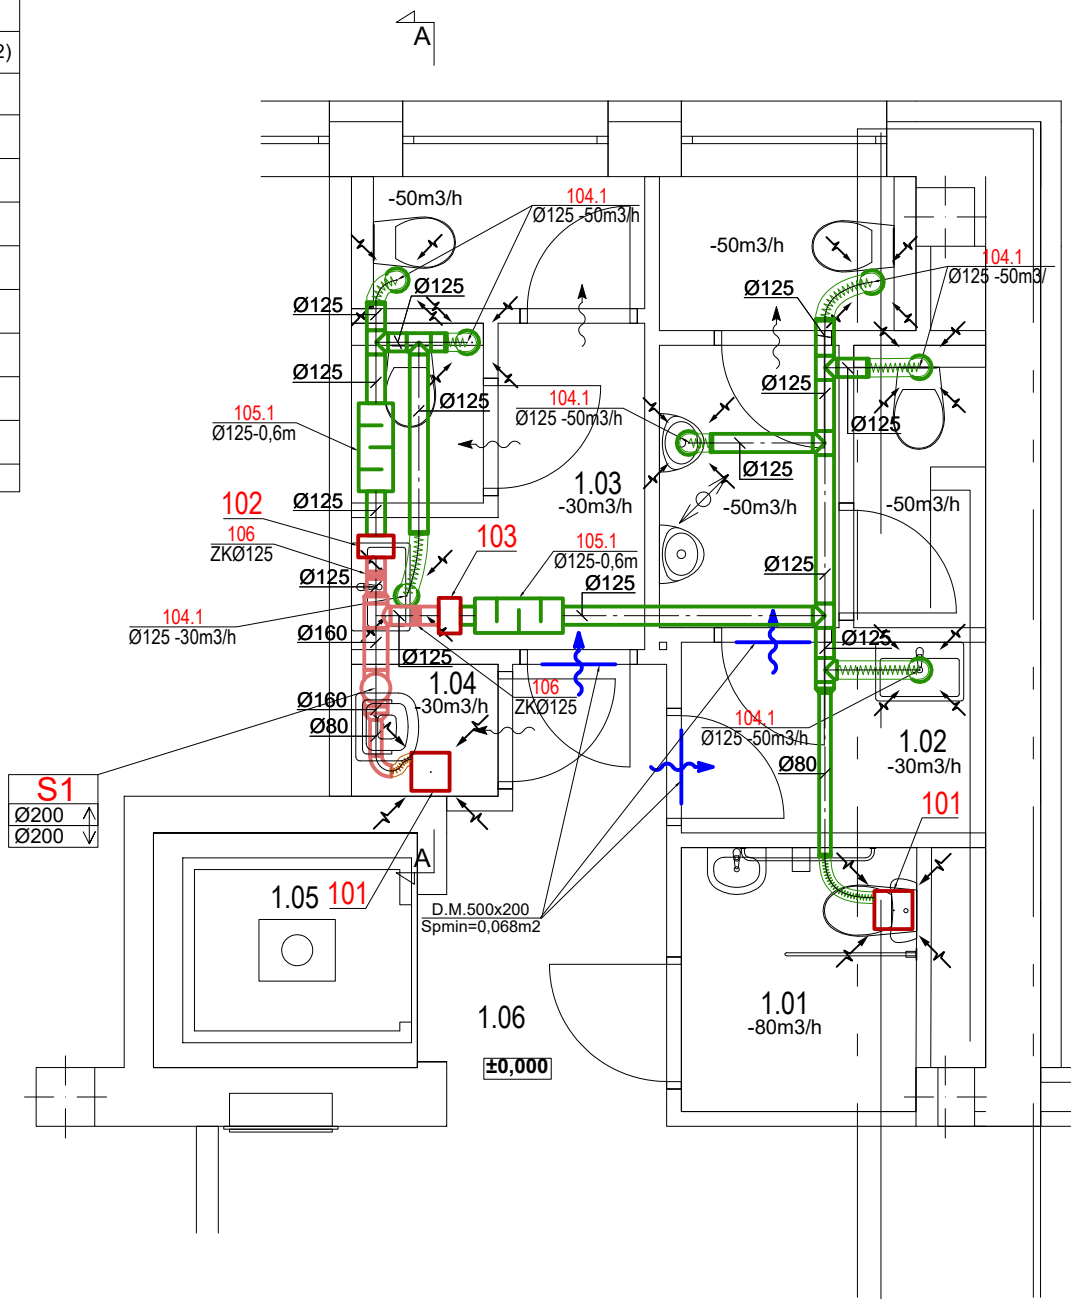 2)
A
-50m3/h
104.1
Ø125 -50m3/h
-50m3/h
104.1
Ø125 -50m3/
Ø125
Ø125
Ø125
Ø125
Ø125
Ø125
104.1
Ø125 -50m3/h
Ø125
105.1
Ø125-0,6m
Ø125
Ø125
1.03
-30m3/h
-50m3/h
-50m3/h
102
Ø125
106
ZKØ125
103
105.1
Ø125-0,6m
Ø125
Ø125
Ø125
104.1
Ø125 -30m3/h
Ø160
Ø125
Ø125
1.04
-30m3/h
106
ZKØ125
Ø160
Ø80
104.1
Ø125 -50m3/h
1.02
-30m3/h
Ø80
S1
Ø200
Ø200
101
A
1.05
101
D.M.500x200
Spmin=0,068m2
1.06
1.01
-80m3/h
±0,000